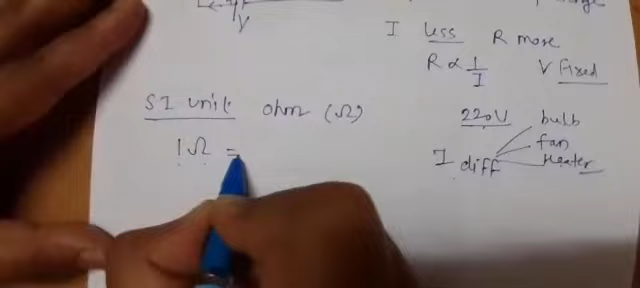 V
I less R more
R ∝ 1/I V Fixed
SI unit ohm (Ω)
1Ω =
220V
bulb
fan
Heater
I diff